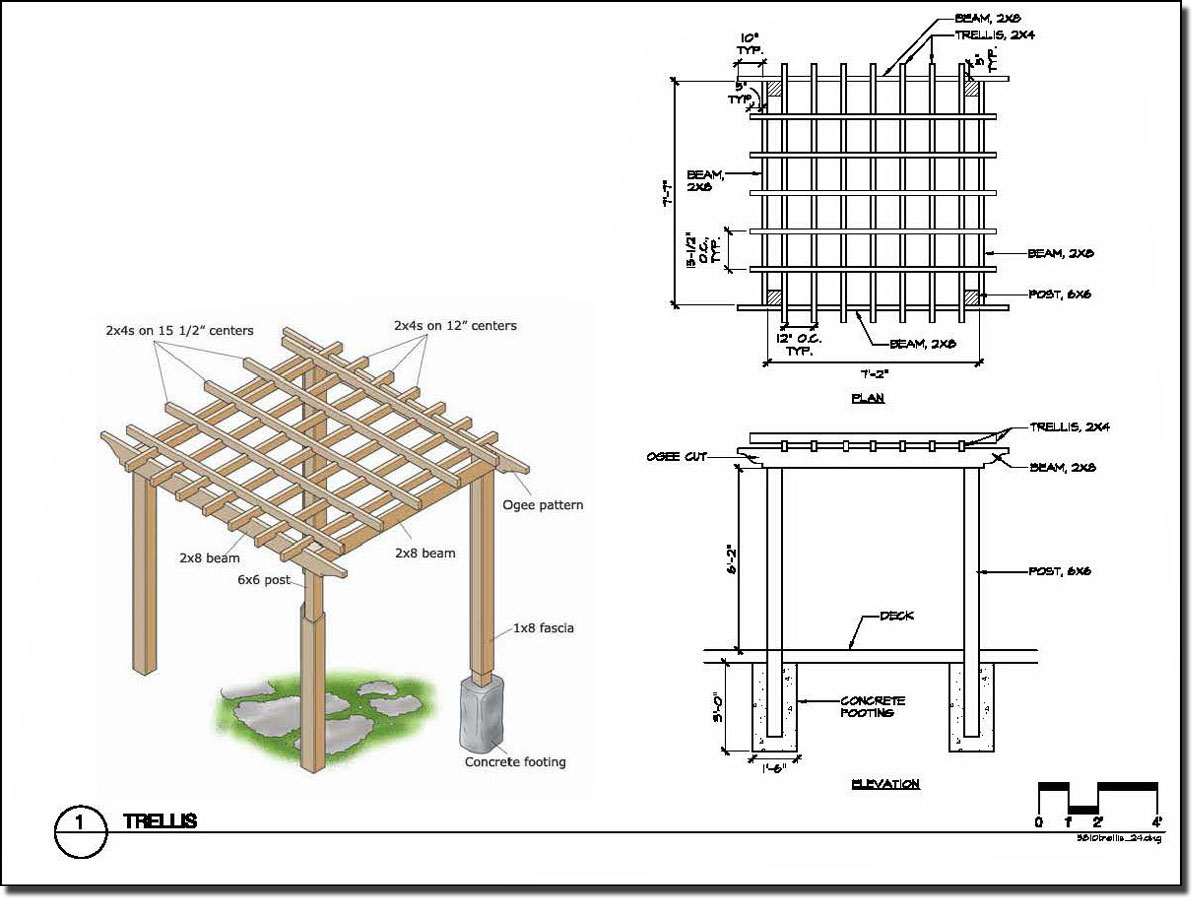 BEAM, 2X8
TRELLIS, 2X4
10"
TYP.
3"
TYP.
3"
TYP.
7'-7"
BEAM,
2X8
13-1/2"
O.C.,
TYP.
BEAM, 2X8
POST, 6X6
12" O.C.
TYP.
BEAM, 2X8
7'-2"
PLAN
2x4s on 15 1/2" centers
2x4s on 12" centers
Ogee pattern
2x8 beam
2x8 beam
6x6 post
1x8 fascia
Concrete footing
TRELLIS, 2X4
OGEE CUT
BEAM, 2X8
6'-2"
POST, 6X6
DECK
3'-0"
CONCRETE
FOOTING
1'-6"
ELEVATION
0 1' 2' 4'
3810trellis_24.dwg
1 TRELLIS